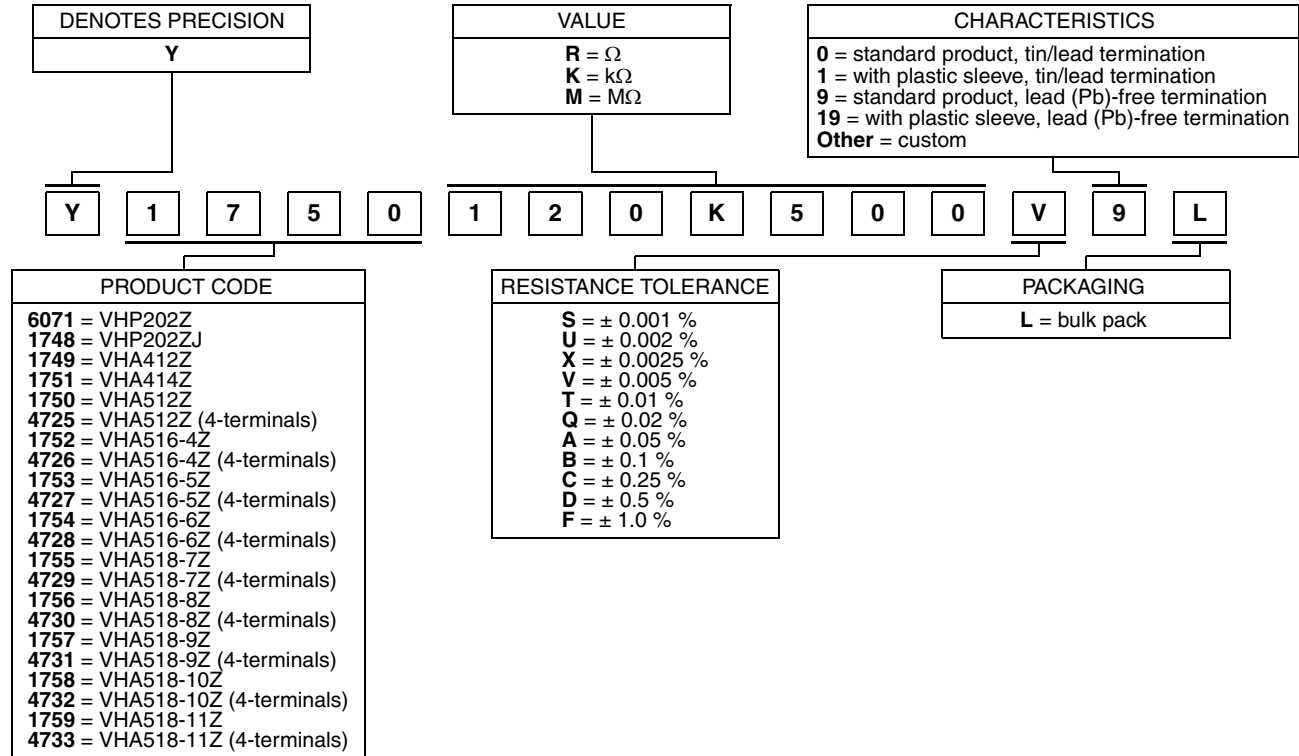 DENOTES PRECISION
Y
VALUE
R = Ω
K = kΩ
M = MΩ
CHARACTERISTICS
0 = standard product, tin/lead termination
1 = with plastic sleeve, tin/lead termination
9 = standard product, lead (Pb)-free termination
19 = with plastic sleeve, lead (Pb)-free termination
Other = custom
Y 1 7 5 0 1 2 0 K 5 0 0 V 9 L
PRODUCT CODE
6071 = VHP202Z
1748 = VHP202ZJ
1749 = VHA412Z
1751 = VHA414Z
1750 = VHA512Z
4725 = VHA512Z (4-terminals)
1752 = VHA516-4Z
4726 = VHA516-4Z (4-terminals)
1753 = VHA516-5Z
4727 = VHA516-5Z (4-terminals)
1754 = VHA516-6Z
4728 = VHA516-6Z (4-terminals)
1755 = VHA518-7Z
4729 = VHA518-7Z (4-terminals)
1756 = VHA518-8Z
4730 = VHA518-8Z (4-terminals)
1757 = VHA518-9Z
4731 = VHA518-9Z (4-terminals)
1758 = VHA518-10Z
4732 = VHA518-10Z (4-terminals)
1759 = VHA518-11Z
4733 = VHA518-11Z (4-terminals)
RESISTANCE TOLERANCE
S = ± 0.001 %
U = ± 0.002 %
X = ± 0.0025 %
V = ± 0.005 %
T = ± 0.01 %
Q = ± 0.02 %
A = ± 0.05 %
B = ± 0.1 %
C = ± 0.25 %
D = ± 0.5 %
F = ± 1.0 %
PACKAGING
L = bulk pack